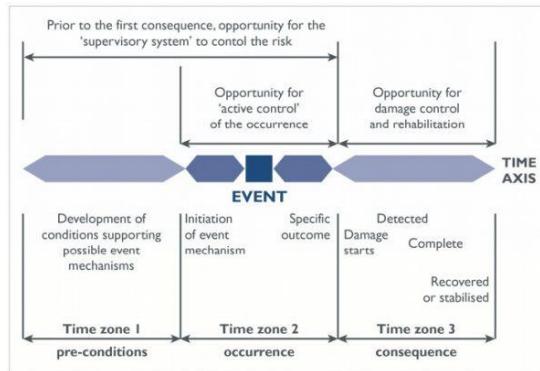 Prior to the first consequence, opportunity for the
'supervisory system' to contol the risk
Opportunity for
'active control'
of the occurrence
Opportunity for
damage control
and rehabilitation
TIME
AXIS
EVENT
Development of
conditions supporting
possible event
mechanisms
Initiation
of event
mechanism
Specific
outcome
Detected
Damage
starts
Complete
Recovered
or stabilised
Time zone 1
pre-conditions
Time zone 2
occurrence
Time zone 3
consequence